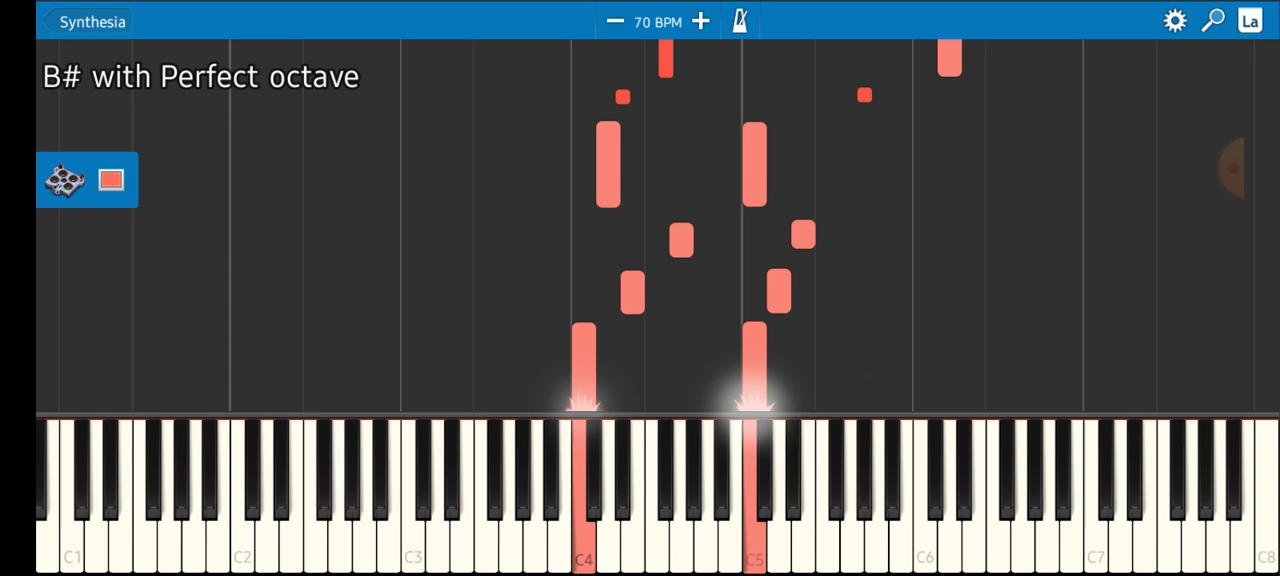 Synthesia
70 BPM
La
B# with Perfect octave
C1 C2 C3 C4 C5 C6 C7 C8